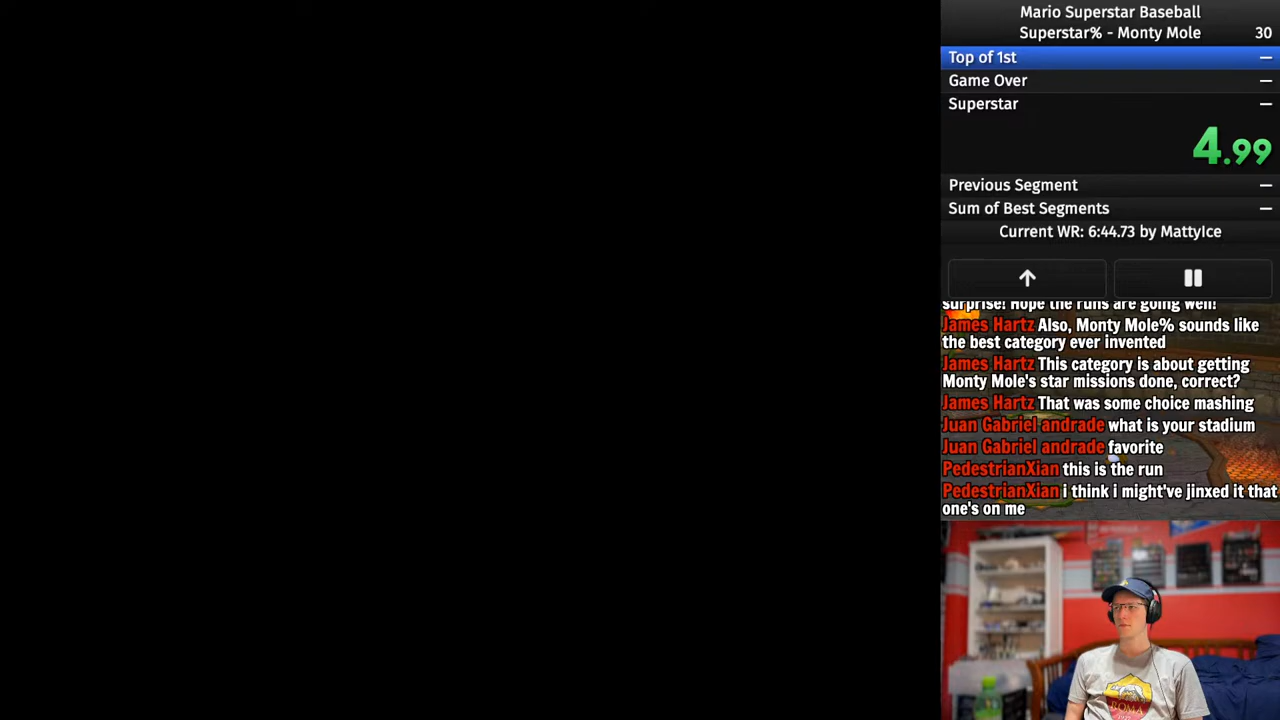 Mario Superstar Baseball
Superstar% - Monty Mole 30
Top of 1st —
Game Over —
Superstar —
4.99
Previous Segment —
Sum of Best Segments —
Current WR: 6:44.73 by MattyIce
surprise! Hope the runs are going well!
James Hartz Also, Monty Mole% sounds like
the best category ever invented
James Hartz This category is about getting
Monty Mole's star missions done, correct?
James Hartz That was some choice mashing
Juan Gabriel andrade what is your stadium
Juan Gabriel andrade favorite
PedestrianXian this is the run
PedestrianXian i think i might've jinxed it that
one's on me
ROMA